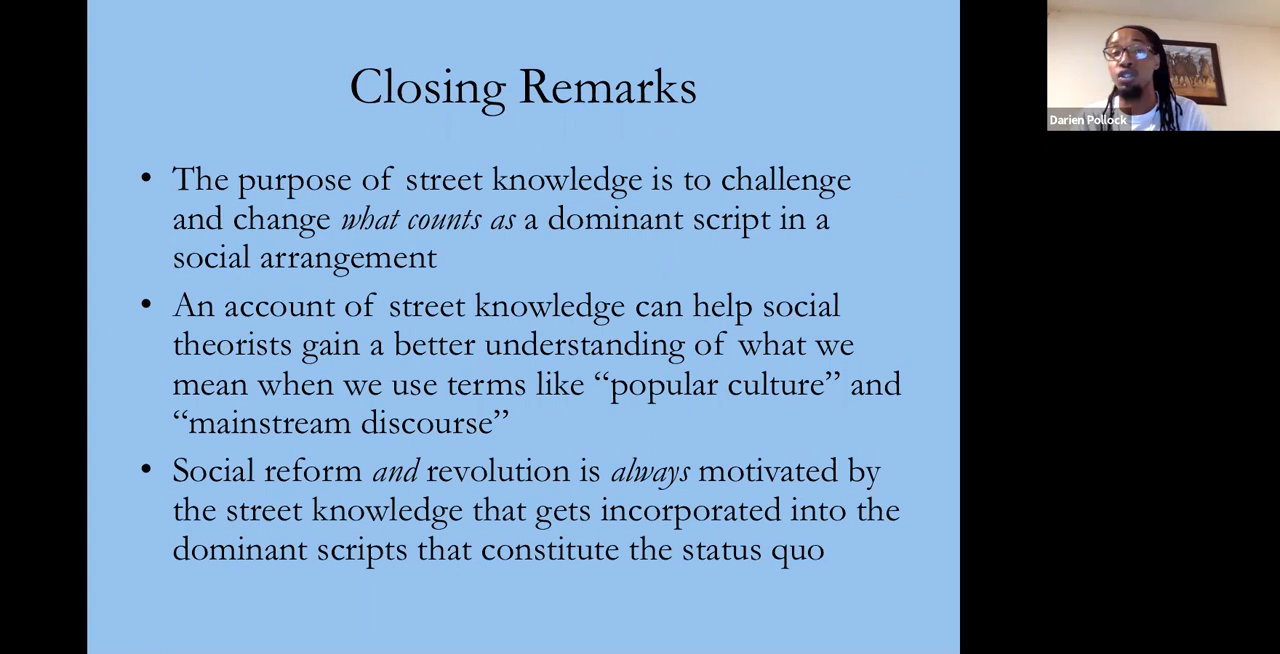 Closing Remarks
• The purpose of street knowledge is to challenge
and change what counts as a dominant script in a
social arrangement
• An account of street knowledge can help social
theorists gain a better understanding of what we
mean when we use terms like “popular culture” and
“mainstream discourse”
• Social reform and revolution is always motivated by
the street knowledge that gets incorporated into the
dominant scripts that constitute the status quo
Darien Pollock